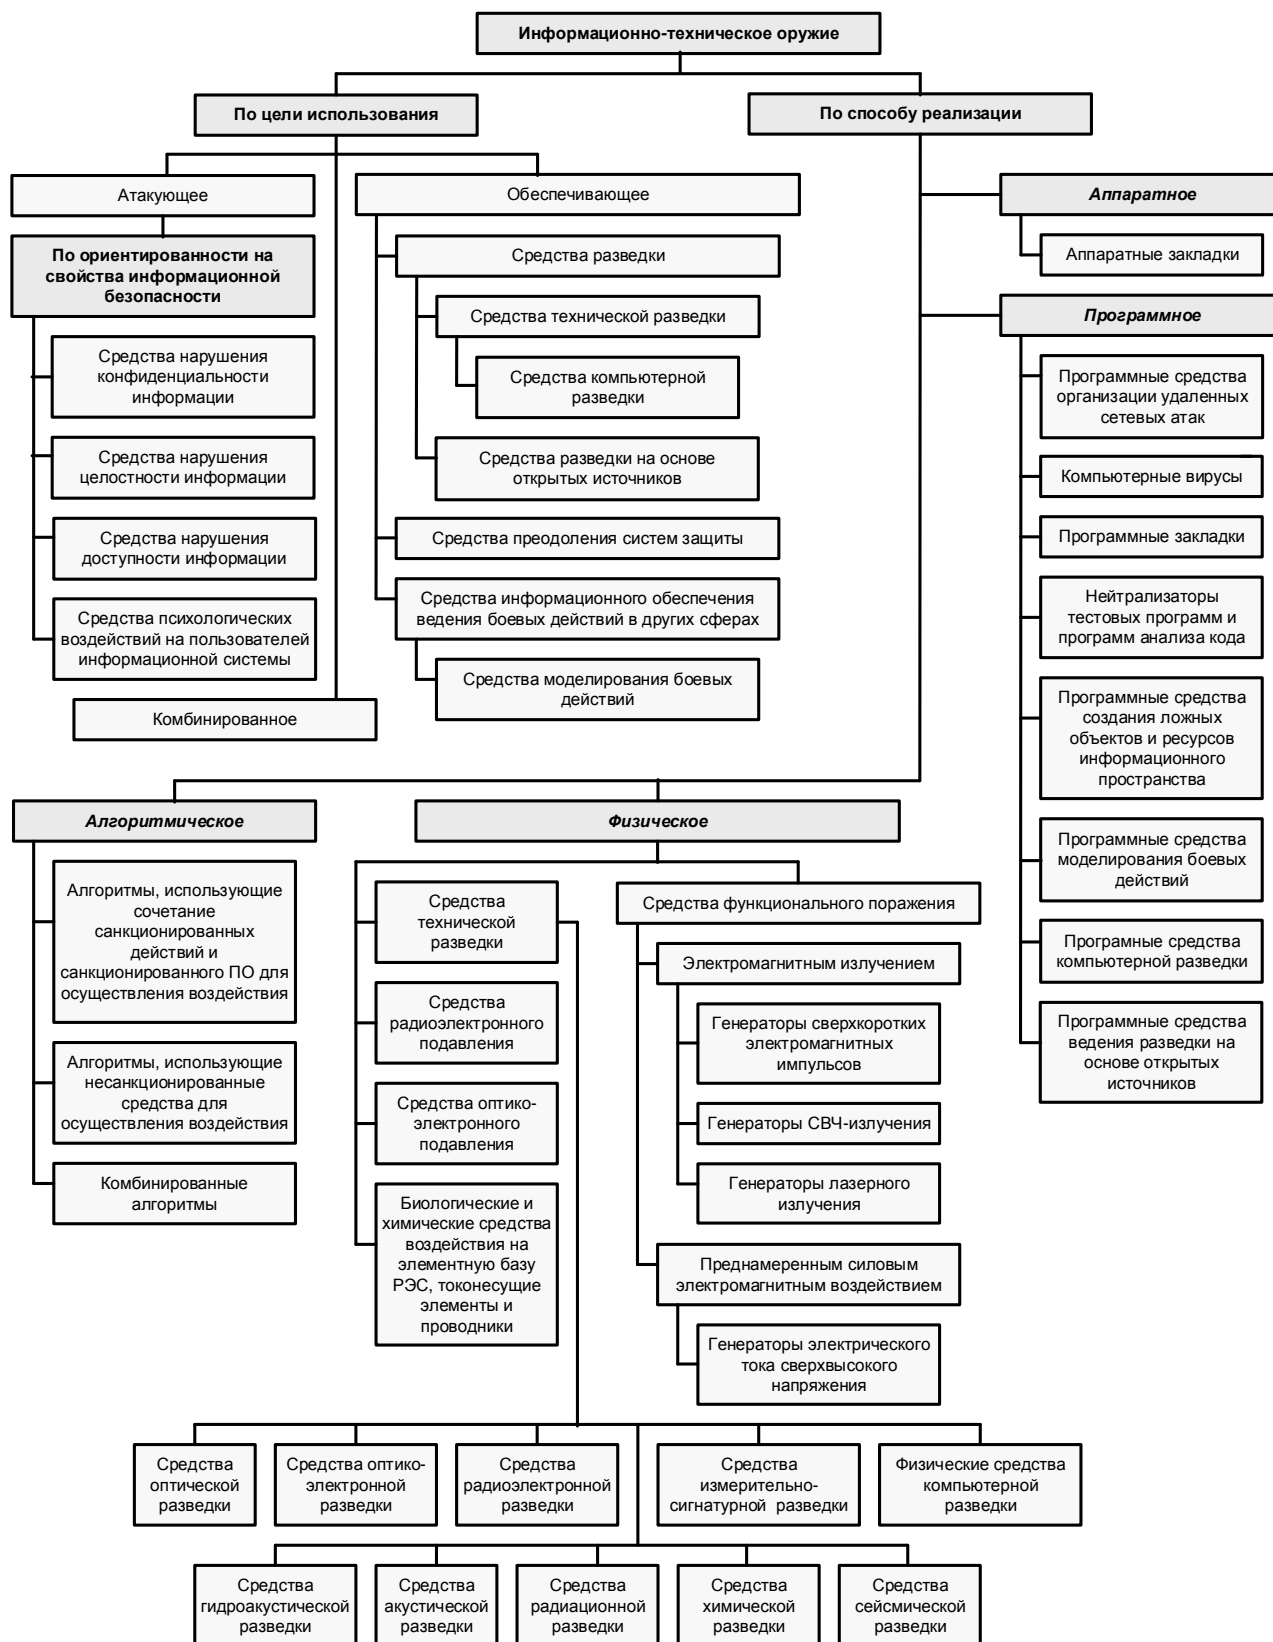 Информационно-техническое оружие
По цели использования
По способу реализации
Атакующее
Обеспечивающее
Аппаратное
По ориентированности на
свойства информационной
безопасности
Средства разведки
Аппаратные закладки
Средства технической разведки
Программное
Средства нарушения
конфиденциальности
информации
Средства компьютерной
разведки
Программные средства
организации удаленных
сетевых атак
Средства нарушения
целостности информации
Средства разведки на основе
открытых источников
Компьютерные вирусы
Средства нарушения
доступности информации
Средства преодоления систем защиты
Программные закладки
Средства психологических
воздействий на пользователей
информационной системы
Средства информационного обеспечения
ведения боевых действий в других сферах
Нейтрализаторы
тестовых программ и
программ анализа кода
Средства моделирования боевых
действий
Комбинированное
Программные средства
создания ложных
объектов и ресурсов
информационного
пространства
Алгоритмическое
Физическое
Программные средства
моделирования боевых
действий
Алгоритмы, использующие
сочетание
санкционированных
действий и
санкционированного ПО для
осуществления воздействия
Средства
технической
разведки
Средства функционального поражения
Програмные средства
компьютерной разведки
Электромагнитным излучением
Средства
радиоэлектронного
подавления
Генераторы сверхкоротких
электромагнитных
импульсов
Программные средства
ведения разведки на
основе открытых
источников
Алгоритмы, использующие
несанкционированные
средства для
осуществления воздействия
Средства оптико-
электронного
подавления
Генераторы СВЧ-излучения
Комбинированные
алгоритмы
Генераторы лазерного
излучения
Биологические и
химические средства
воздействия на
элементную базу
РЭС, токонесущие
элементы и
проводники
Преднамеренным силовым
электромагнитным воздействием
Генераторы электрического
тока сверхвысокого
напряжения
Средства
оптической
разведки
Средства оптико-
электронной
разведки
Средства
радиоэлектронной
разведки
Средства
измерительно-
сигнатурной разведки
Физические средства
компьютерной
разведки
Средства
гидроакустической
разведки
Средства
акустической
разведки
Средства
радиационной
разведки
Средства
химической
разведки
Средства
сейсмической
разведки